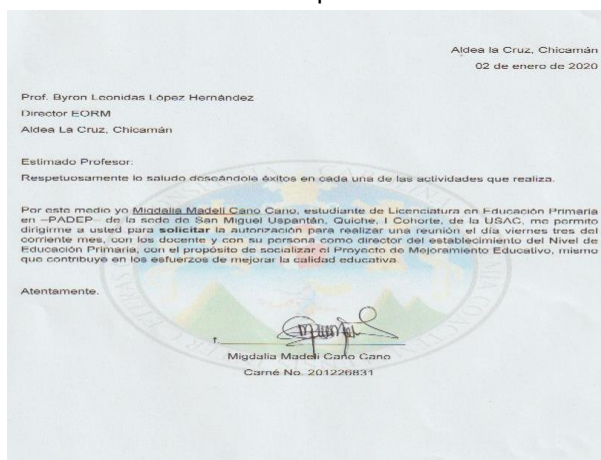 Aldea la Cruz, Chicamán
02 de enero de 2020
Prof. Byron Leonidas López Hernández
Director EORM
Aldea La Cruz, Chicamán
Estimado Profesor:
Respetuosamente lo saludo deseándole éxitos en cada una de las actividades que realiza.
Por este medio yo Migdalia Madeli Cano Cano, estudiante de Licenciatura en Educación Primaria
en –PADEP– de la sede de San Miguel Uspantán, Quiche, I Cohorte, de la USAC, me permito
dirigirme a usted para solicitar la autorización para realizar una reunión el día viernes tres del
corriente mes, con los docente y con su persona como director del establecimiento del Nivel de
Educación Primaria, con el propósito de socializar el Proyecto de Mejoramiento Educativo, mismo
que contribuye en los esfuerzos de mejorar la calidad educativa.
Atentamente.
f.
Migdalia Madeli Cano Cano
Carné No. 201226831